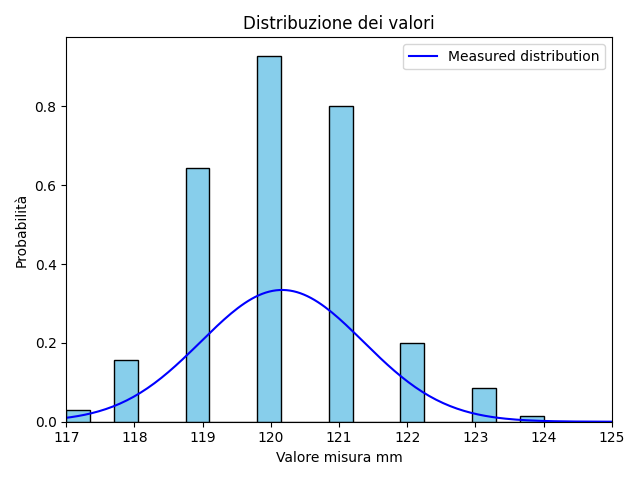 Distribuzione dei valori
Measured distribution
Probabilità
0.8
0.6
0.4
0.2
0.0
117 118 119 120 121 122 123 124 125
Valore misura mm